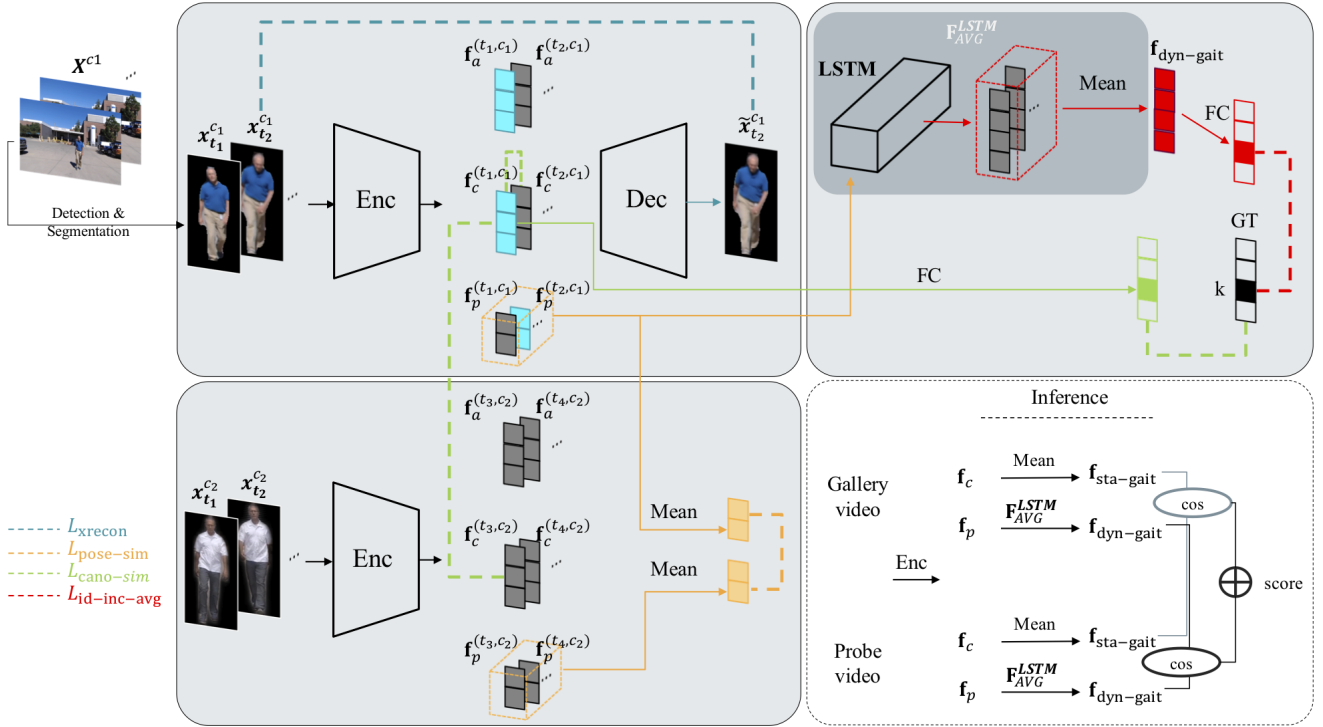 X^{c1}
...
Detection &
Segmentation
x_{t_1}^{c_1}
x_{t_2}^{c_1}
...
Enc
f_a^{(t_1,c_1)} f_a^{(t_2,c_1)}
...
f_c^{(t_1,c_1)} f_c^{(t_2,c_1)}
...
f_p^{(t_1,c_1)} f_p^{(t_2,c_1)}
...
Dec
x̃_{t_2}^{c_1}
LSTM
F_{AVG}^{LSTM}
...
Mean
f_{dyn−gait}
FC
FC
GT
k
x_{t_1}^{c_2}
x_{t_2}^{c_2}
...
Enc
f_a^{(t_3,c_2)} f_a^{(t_4,c_2)}
...
f_c^{(t_3,c_2)} f_c^{(t_4,c_2)}
...
f_p^{(t_3,c_2)} f_p^{(t_4,c_2)}
...
Mean
Mean
L_{xrecon}
L_{pose−sim}
L_{cano−sim}
L_{id−inc−avg}
Inference
Gallery
video
f_c Mean f_{sta−gait}
f_p F_{AVG}^{LSTM} f_{dyn−gait}
cos
Enc
score
Probe
video
f_c Mean f_{sta−gait}
f_p F_{AVG}^{LSTM} f_{dyn−gait}
cos